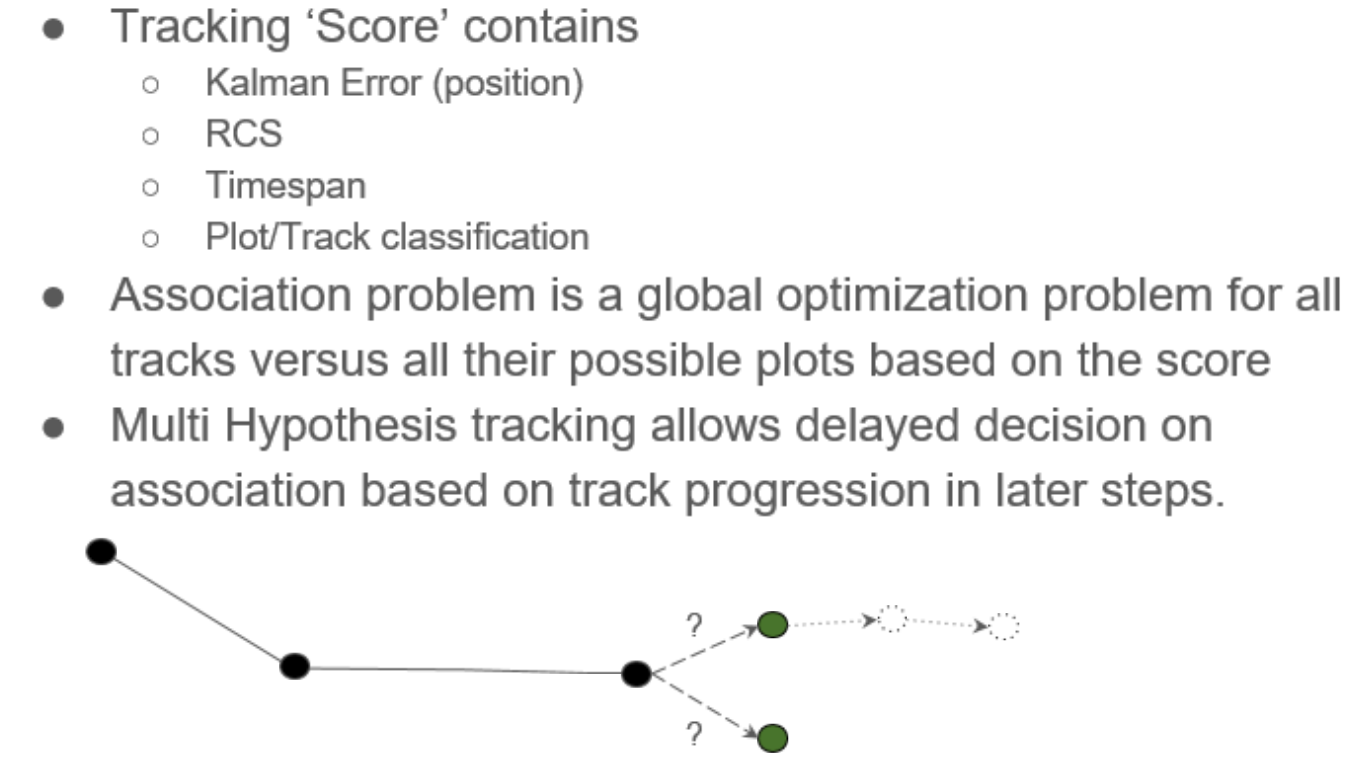 ● Tracking ‘Score’ contains
○ Kalman Error (position)
○ RCS
○ Timespan
○ Plot/Track classification
● Association problem is a global optimization problem for all
tracks versus all their possible plots based on the score
● Multi Hypothesis tracking allows delayed decision on
association based on track progression in later steps.
?
?